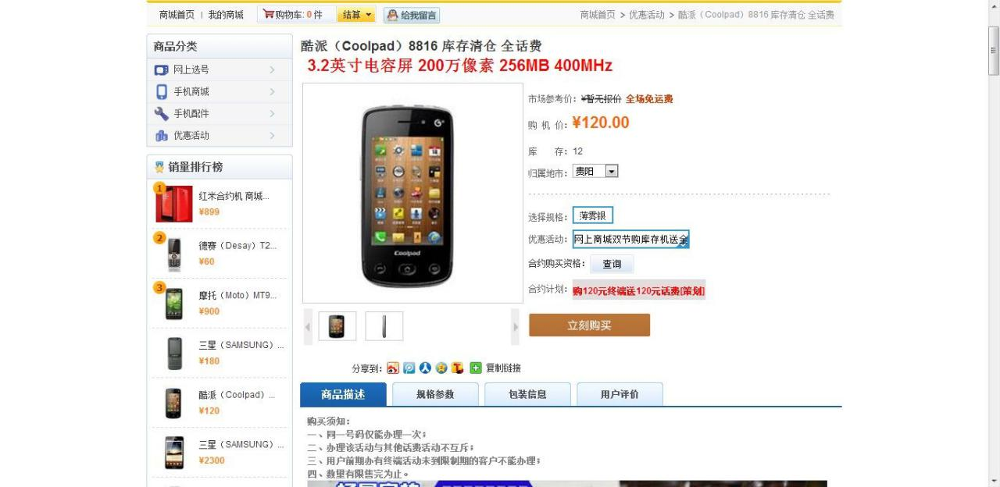 商城首页 | 我的商城 购物车: 0 件 结算 给我留言
商城首页 > 优惠活动 > 酷派（Coolpad）8816 库存清仓 全话费
商品分类
网上选号
手机商城
手机配件
优惠活动
销量排行榜
1
红米合约机 商城...
¥899
2
德赛（Desay）T2...
¥60
3
摩托（Moto）MT9...
¥900
三星（SAMSUNG）...
¥180
酷派（Coolpad）...
¥120
三星（SAMSUNG）...
¥2300
酷派（Coolpad）8816 库存清仓 全话费
3.2英寸电容屏 200万像素 256MB 400MHz
Coolpad
市场参考价: ¥暂无报价 全场免运费
购 机 价: ¥120.00
库 存: 12
归属地市: 贵阳
选择规格: 薄雾银
优惠活动: 网上商城双节购库存机送全
合约购买资格: 查询
合约计划: 购120元终端送120元话费[策划]
立刻购买
分享到: 复制链接
商品描述 规格参数 包装信息 用户评价
购买须知:
一、同一号码仅能办理一次;
二、办理该活动与其他话费活动不互斥;
三、用户前期办有终端活动未到限制期的客户不能办理;
四、数量有限售完为止。